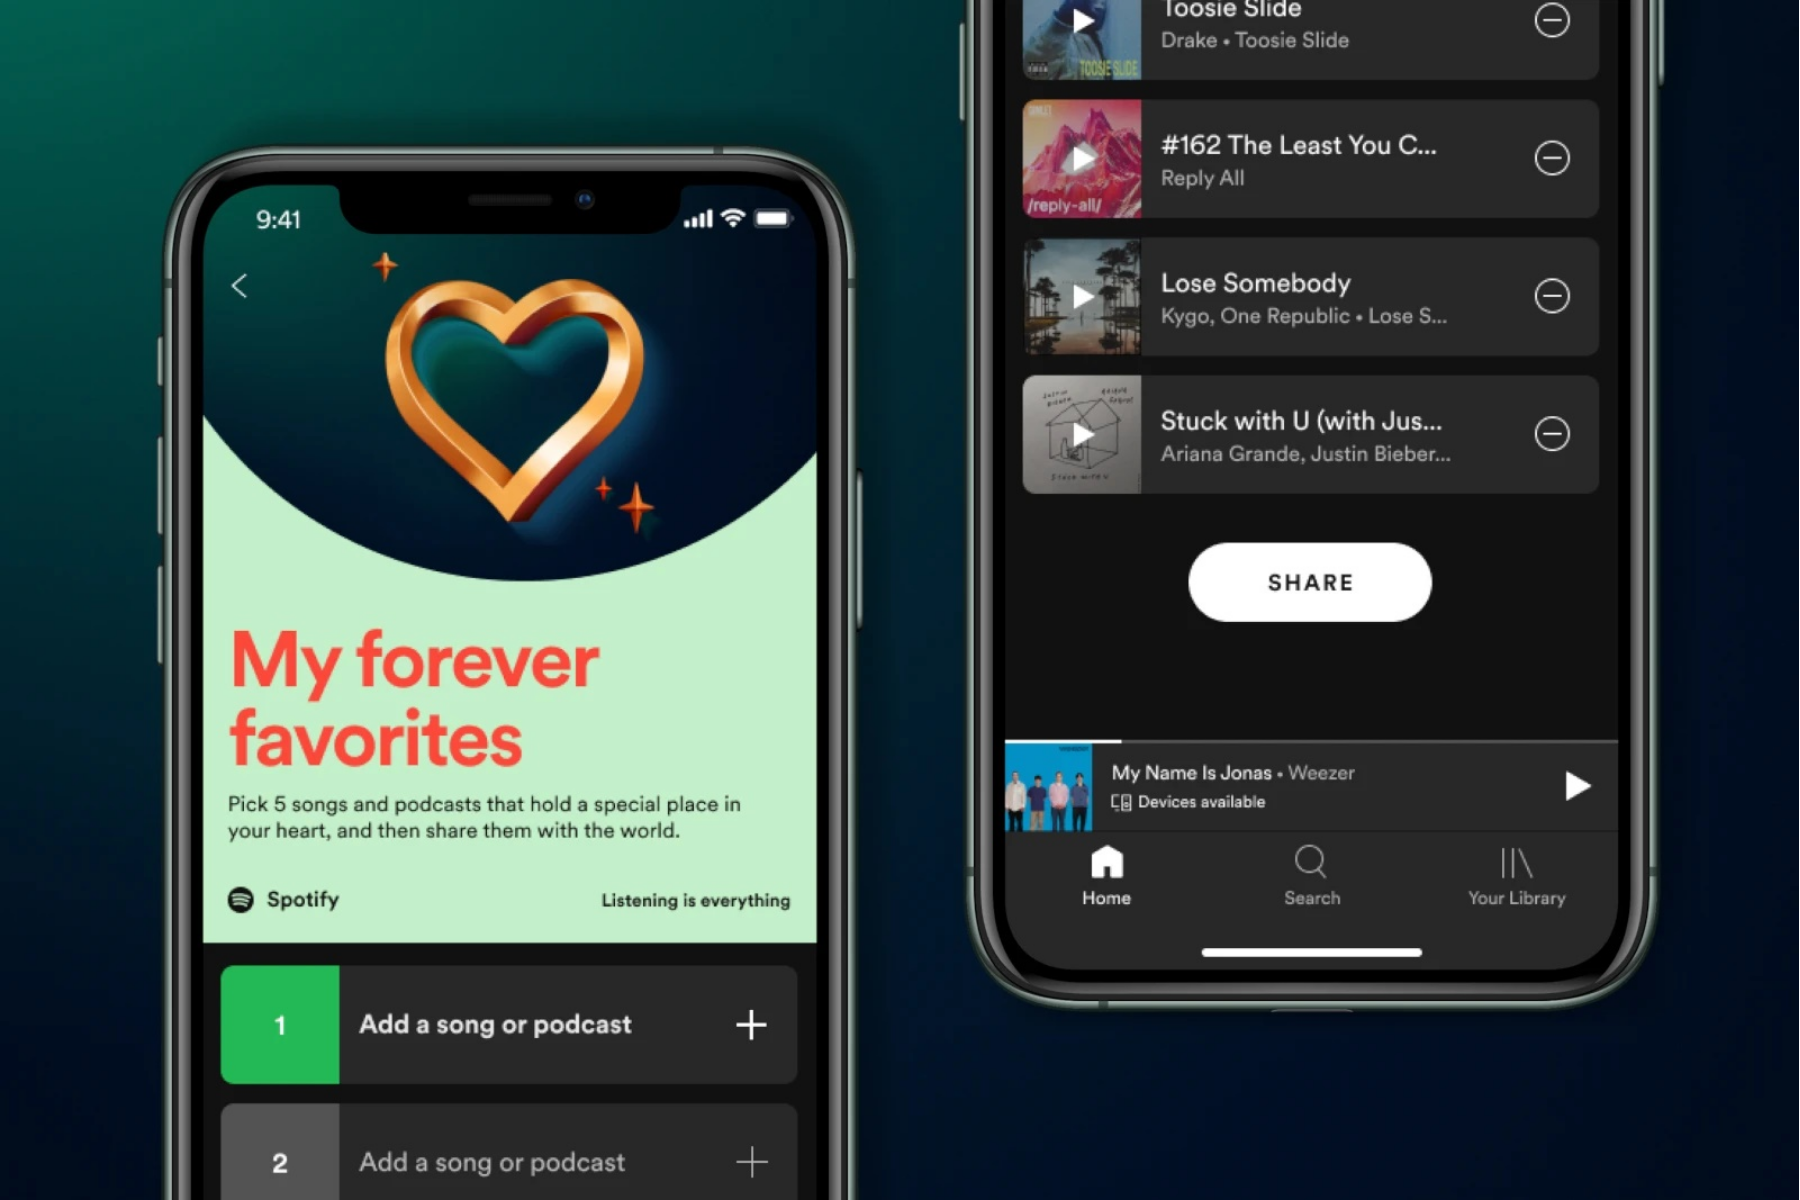 9:41
My forever
favorites
Pick 5 songs and podcasts that hold a special place in
your heart, and then share them with the world.
Spotify
Listening is everything
1
Add a song or podcast
2
Add a song or podcast
Toosie Slide
Drake • Toosie Slide
TOOSIE SLIDE
#162 The Least You C...
Reply All
/reply-all/
Lose Somebody
Kygo, One Republic • Lose S...
Stuck with U (with Jus...
Ariana Grande, Justin Bieber...
STUCK WITH U
SHARE
My Name Is Jonas • Weezer
Devices available
Home
Search
Your Library